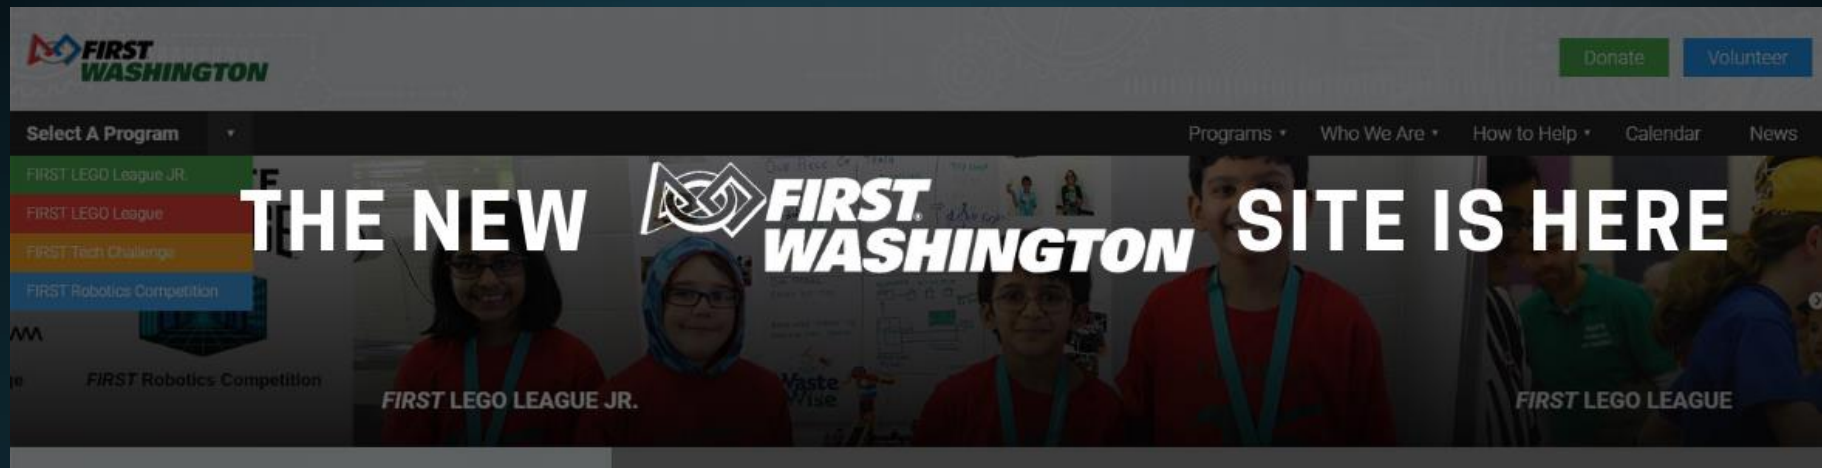 FIRST
WASHINGTON
Donate
Volunteer
Select A Program
Programs
Who We Are
How to Help
Calendar
News
FIRST LEGO League JR.
FIRST LEGO League
FIRST Tech Challenge
FIRST Robotics Competition
THE NEW FIRST WASHINGTON SITE IS HERE
FIRST Robotics Competition
Waste
Wise
FIRST LEGO LEAGUE JR.
FIRST LEGO LEAGUE